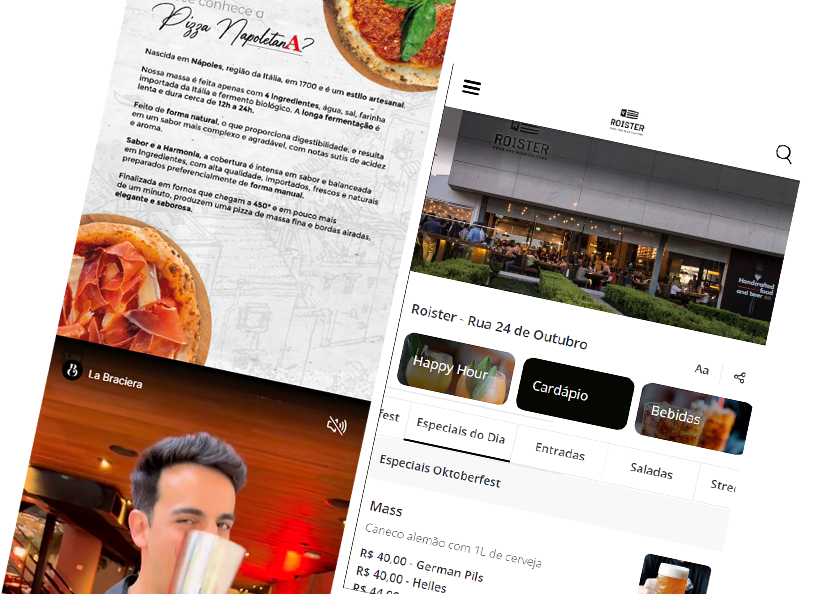 conhece a
Pizza NapoletanA?
Nascida em Nápoles, região da Itália, em 1700 e é um estilo artesanal.
Nossa massa é feita apenas com 4 ingredientes, água, sal, farinha
importada da Itália e fermento biológico. A longa fermentação é
lenta e dura cerca de 12h a 24h.
Feito de forma natural, o que proporciona digestibilidade, e resulta
em um sabor mais complexo e agradável, com notas sutis de acidez
e aroma.
Sabor e a Harmonia, a cobertura é intensa em sabor e balanceada
em ingredientes, com alta qualidade, importados, frescos e naturais
preparados preferencialmente de forma manual.
Finalizada em fornos que chegam a 450° e em pouco mais
de um minuto, produzem uma pizza de massa fina e bordas airadas,
elegante e saborosa.
La Braciera
ROISTER
ROISTER
Handcrafted
food
and beer
Roister - Rua 24 de Outubro
Aa
Happy Hour
Cardápio
Bebidas
fest
Especiais do Dia
Entradas
Saladas
Stree
Especiais Oktoberfest
Mass
Caneco alemão com 1L de cerveja
R$ 40,00 - German Pils
R$ 40,00 - Helles
R$ 44,00